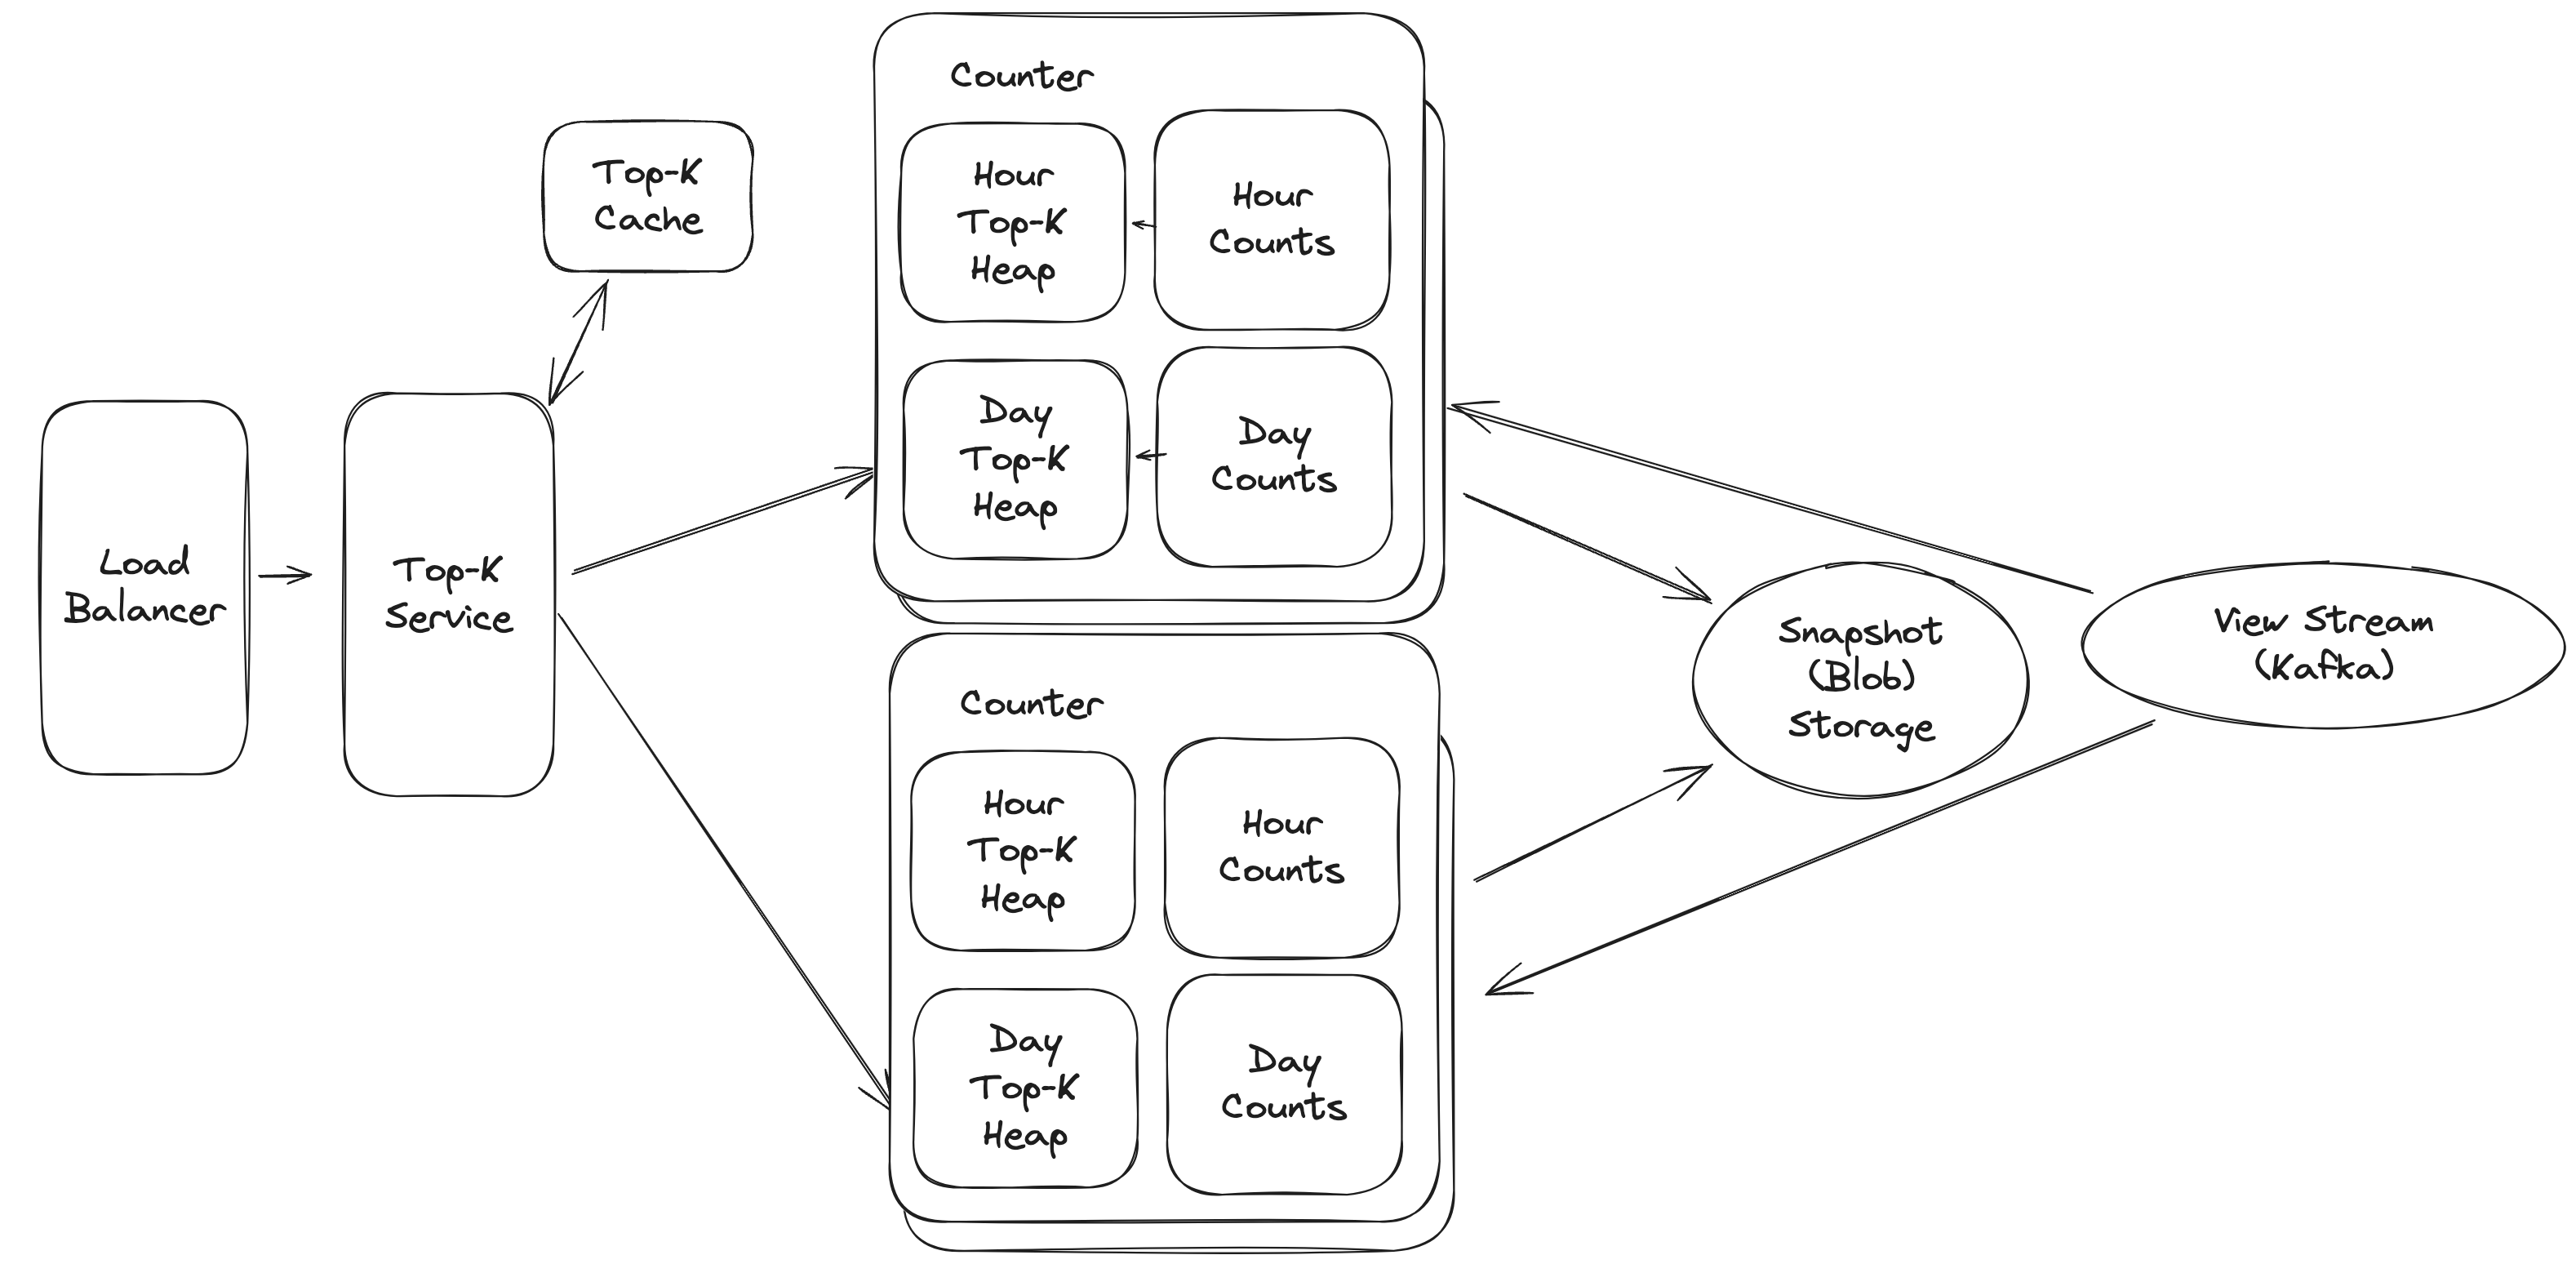 Counter
Top-K
Cache
Hour
Top-K
Heap
Hour
Counts
Day
Top-K
Heap
Day
Counts
Load
Balancer
Top-K
Service
Snapshot
(Blob)
Storage
View Stream
(Kafka)
Counter
Hour
Top-K
Heap
Hour
Counts
Day
Top-K
Heap
Day
Counts